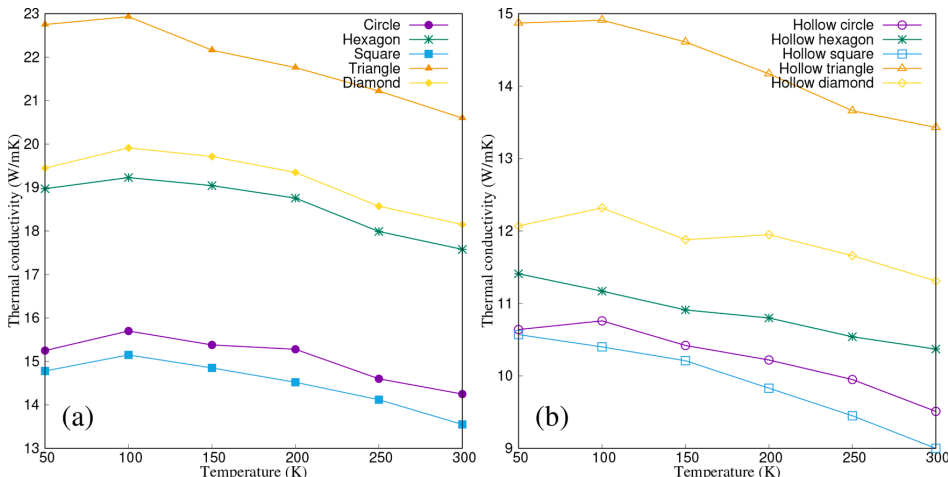 23
22
21
20
19
18
17
16
15
14
13
50
100
150
200
250
300
Thermal conductivity (W/mK)
Temperature (K)
Circle
Hexagon
Square
Triangle
Diamond
(a)
15
14
13
12
11
10
9
50
100
150
200
250
300
Thermal conductivity (W/mK)
Temperature (K)
Hollow circle
Hollow hexagon
Hollow square
Hollow triangle
Hollow diamond
(b)